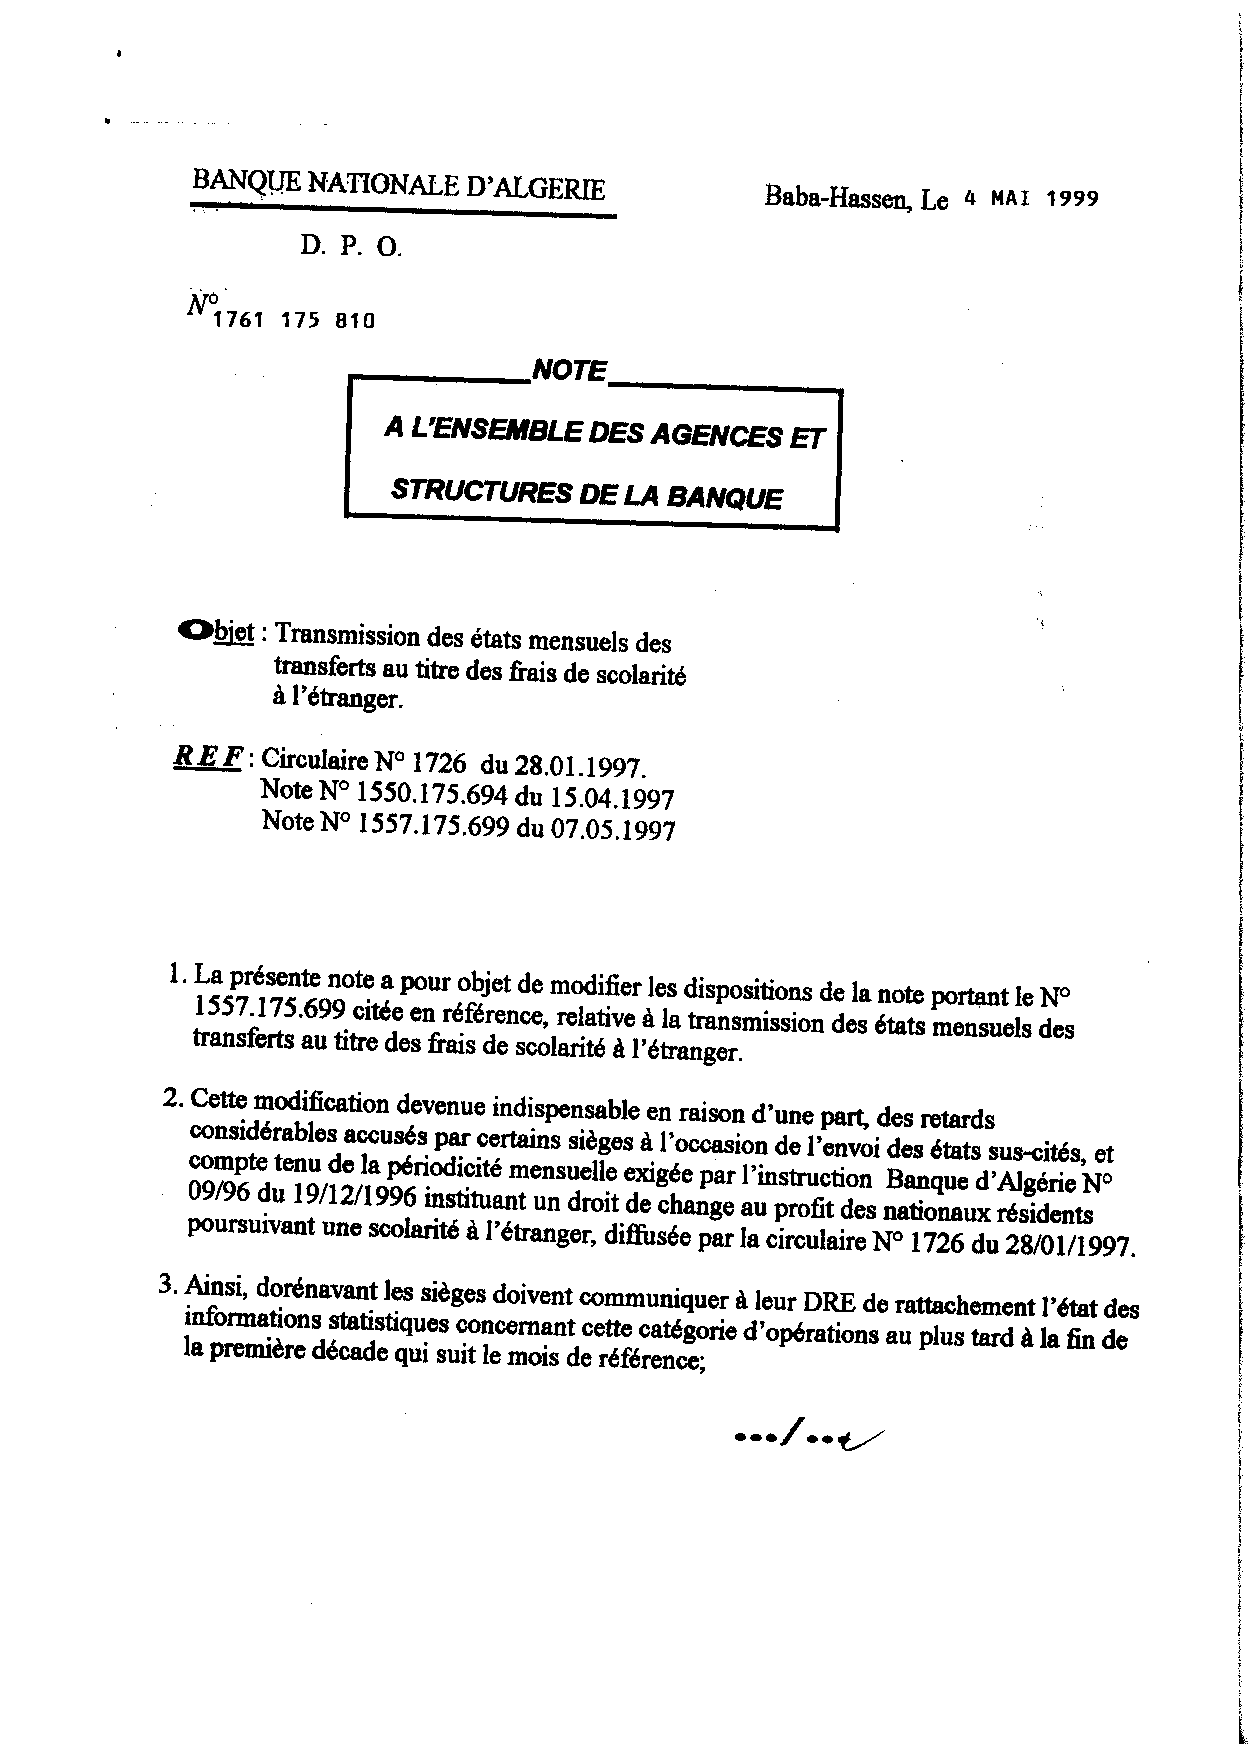 BANQUE NATIONALE D'ALGERIE
Baba-Hassen, Le 4 MAI 1999
D. P. O.
N° 1761 175 810
NOTE
A L'ENSEMBLE DES AGENCES ET
STRUCTURES DE LA BANQUE
Objet : Transmission des états mensuels des
transferts au titre des frais de scolarité
à l'étranger.
REF : Circulaire N° 1726 du 28.01.1997.
Note N° 1550.175.694 du 15.04.1997
Note N° 1557.175.699 du 07.05.1997
1. La présente note a pour objet de modifier les dispositions de la note portant le N°
1557.175.699 citée en référence, relative à la transmission des états mensuels des
transferts au titre des frais de scolarité à l'étranger.
2. Cette modification devenue indispensable en raison d'une part, des retards
considérables accusés par certains sièges à l'occasion de l'envoi des états sus-cités, et
compte tenu de la périodicité mensuelle exigée par l'instruction Banque d'Algérie N°
09/96 du 19/12/1996 instituant un droit de change au profit des nationaux résidents
poursuivant une scolarité à l'étranger, diffusée par la circulaire N° 1726 du 28/01/1997.
3. Ainsi, dorénavant les sièges doivent communiquer à leur DRE de rattachement l'état des
informations statistiques concernant cette catégorie d'opérations au plus tard à la fin de
la première décade qui suit le mois de référence;
.../...